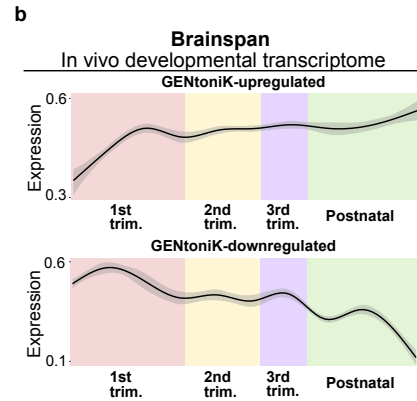 b
Brainspan
In vivo developmental transcriptome
GENtoniK-upregulated
0.6
Expression
0.3
1st trim.
2nd trim.
3rd trim.
Postnatal
GENtoniK-downregulated
0.6
Expression
0.1
1st trim.
2nd trim.
3rd trim.
Postnatal